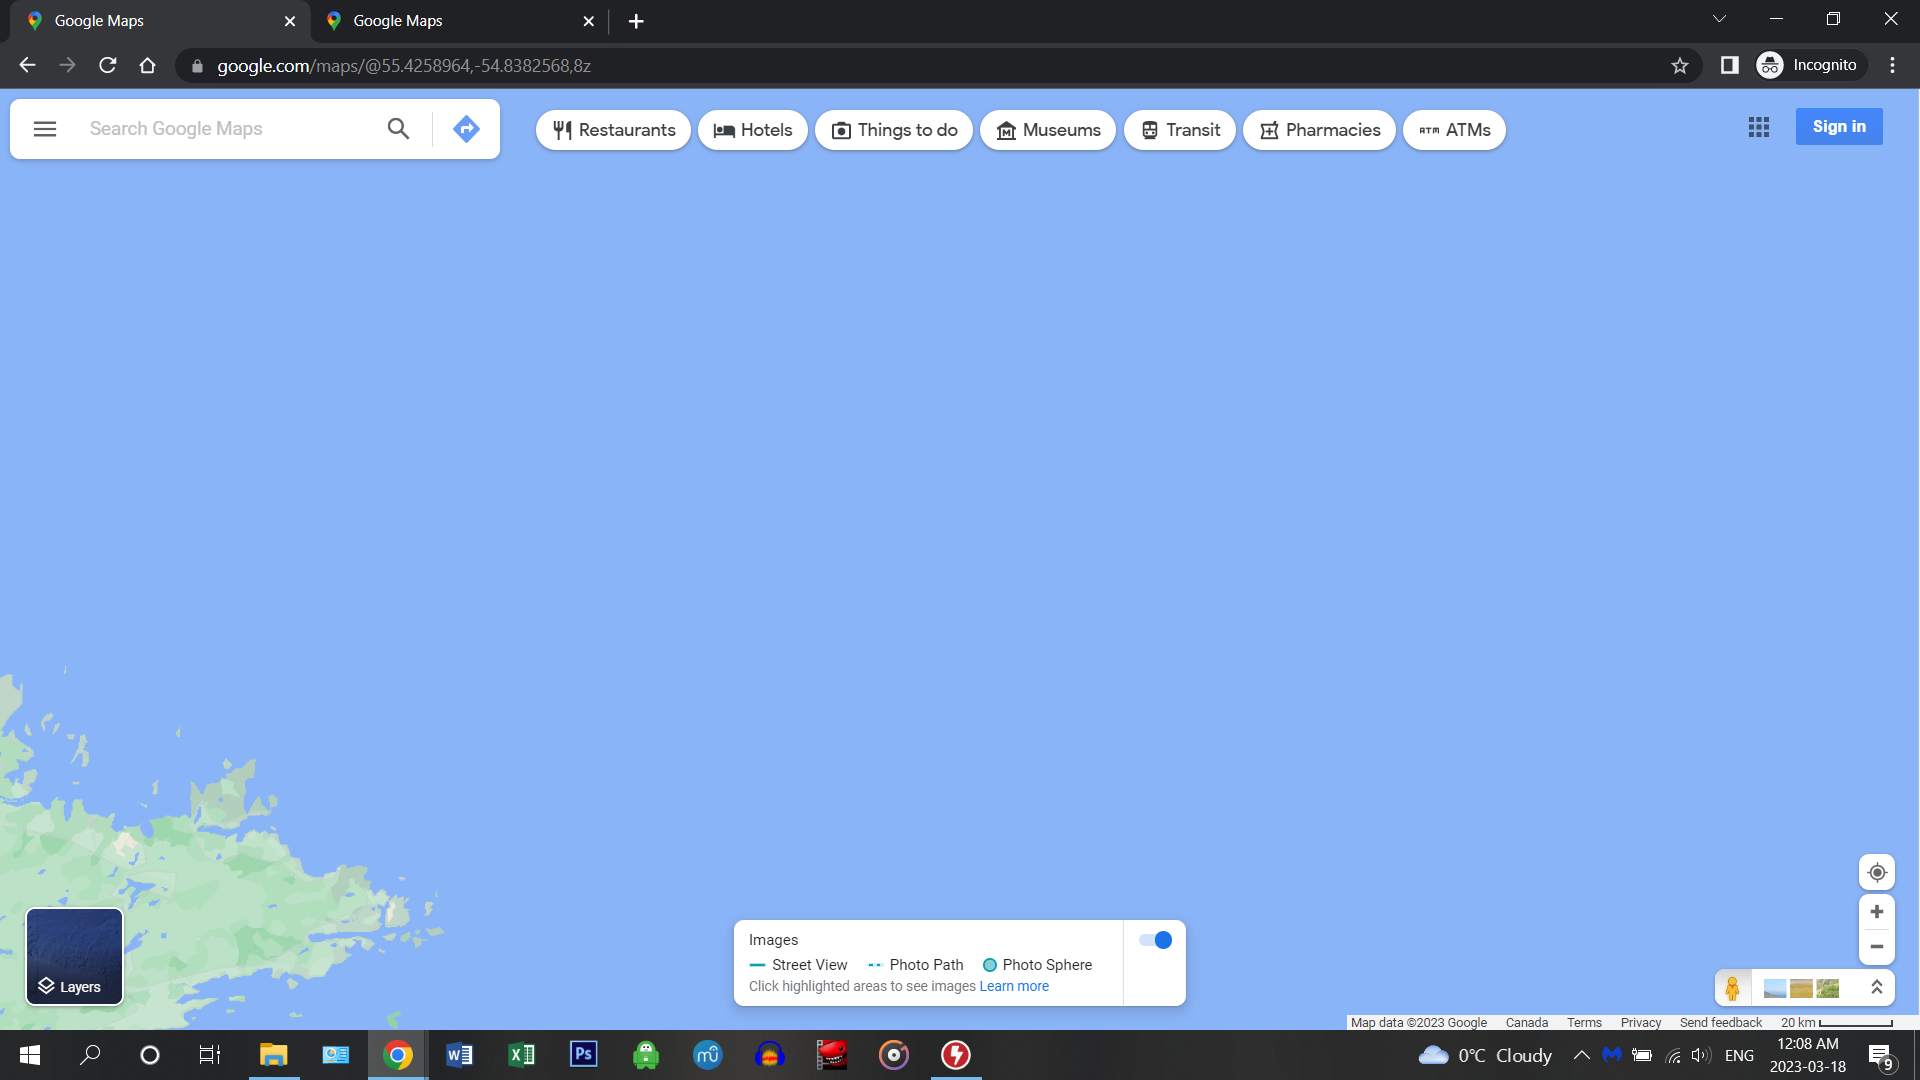 Google Maps
Google Maps
google.com/maps/@55.4258964,-54.8382568,8z
Incognito
Search Google Maps
Restaurants
Hotels
Things to do
Museums
Transit
Pharmacies
ATM ATMs
Sign in
Images
Street View
Photo Path
Photo Sphere
Click highlighted areas to see images Learn more
Layers
Map data ©2023 Google
Canada
Terms
Privacy
Send feedback
20 km
0°C Cloudy
ENG
12:08 AM
2023-03-18
9
Ps